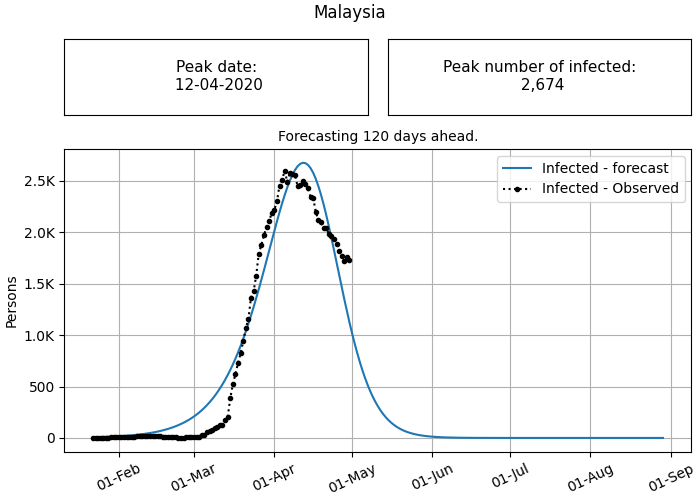 Malaysia
Peak date:
12-04-2020
Peak number of infected:
2,674
Forecasting 120 days ahead.
Infected - forecast
Infected - Observed
Persons
2.5K
2.0K
1.5K
1.0K
500
0
01-Feb
01-Mar
01-Apr
01-May
01-Jun
01-Jul
01-Aug
01-Sep